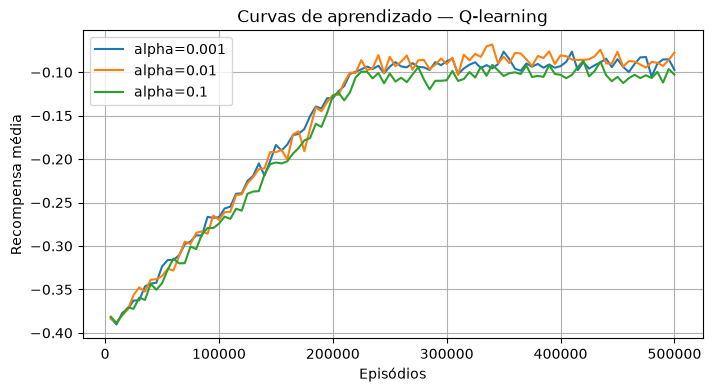 Curvas de aprendizado — Q-learning
alpha=0.001
alpha=0.01
alpha=0.1
Recompensa média
−0.10
−0.15
−0.20
−0.25
−0.30
−0.35
−0.40
0
100000
200000
300000
400000
500000
Episódios